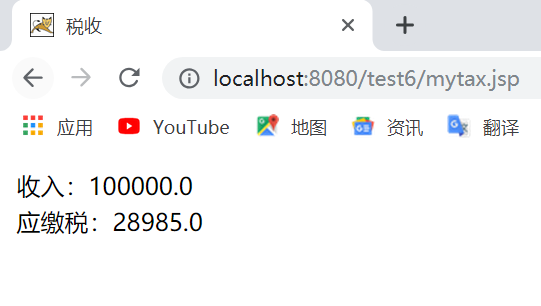 税收
localhost:8080/test6/mytax.jsp
应用 YouTube 地图 资讯 翻译
收入：100000.0
应缴税：28985.0